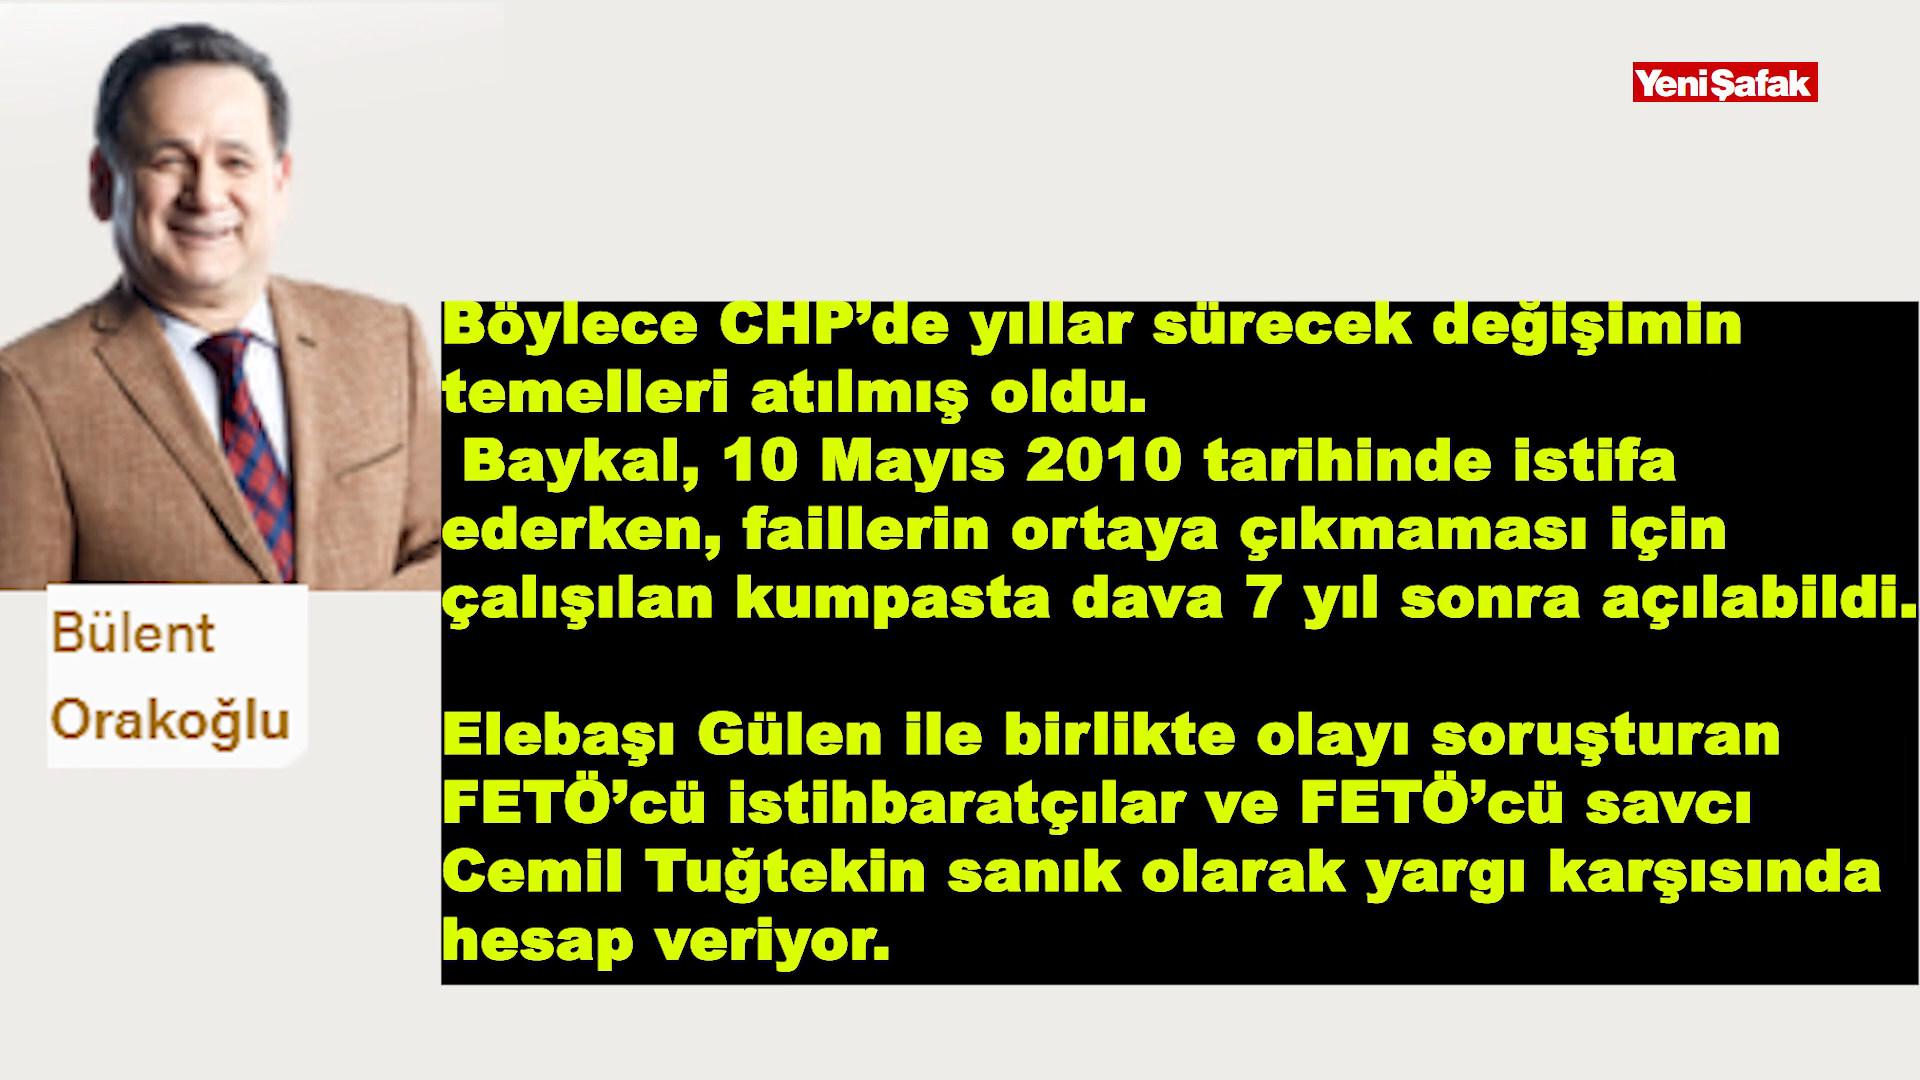 YeniŞafak
Böylece CHP’de yıllar sürecek değişimin
temelleri atılmış oldu.
Baykal, 10 Mayıs 2010 tarihinde istifa
ederken, faillerin ortaya çıkmaması için
çalışılan kumpasta dava 7 yıl sonra açılabildi.
Elebaşı Gülen ile birlikte olayı soruşturan
FETÖ’cü istihbaratçılar ve FETÖ’cü savcı
Cemil Tuğtekin sanık olarak yargı karşısında
hesap veriyor.
Bülent
Orakoğlu